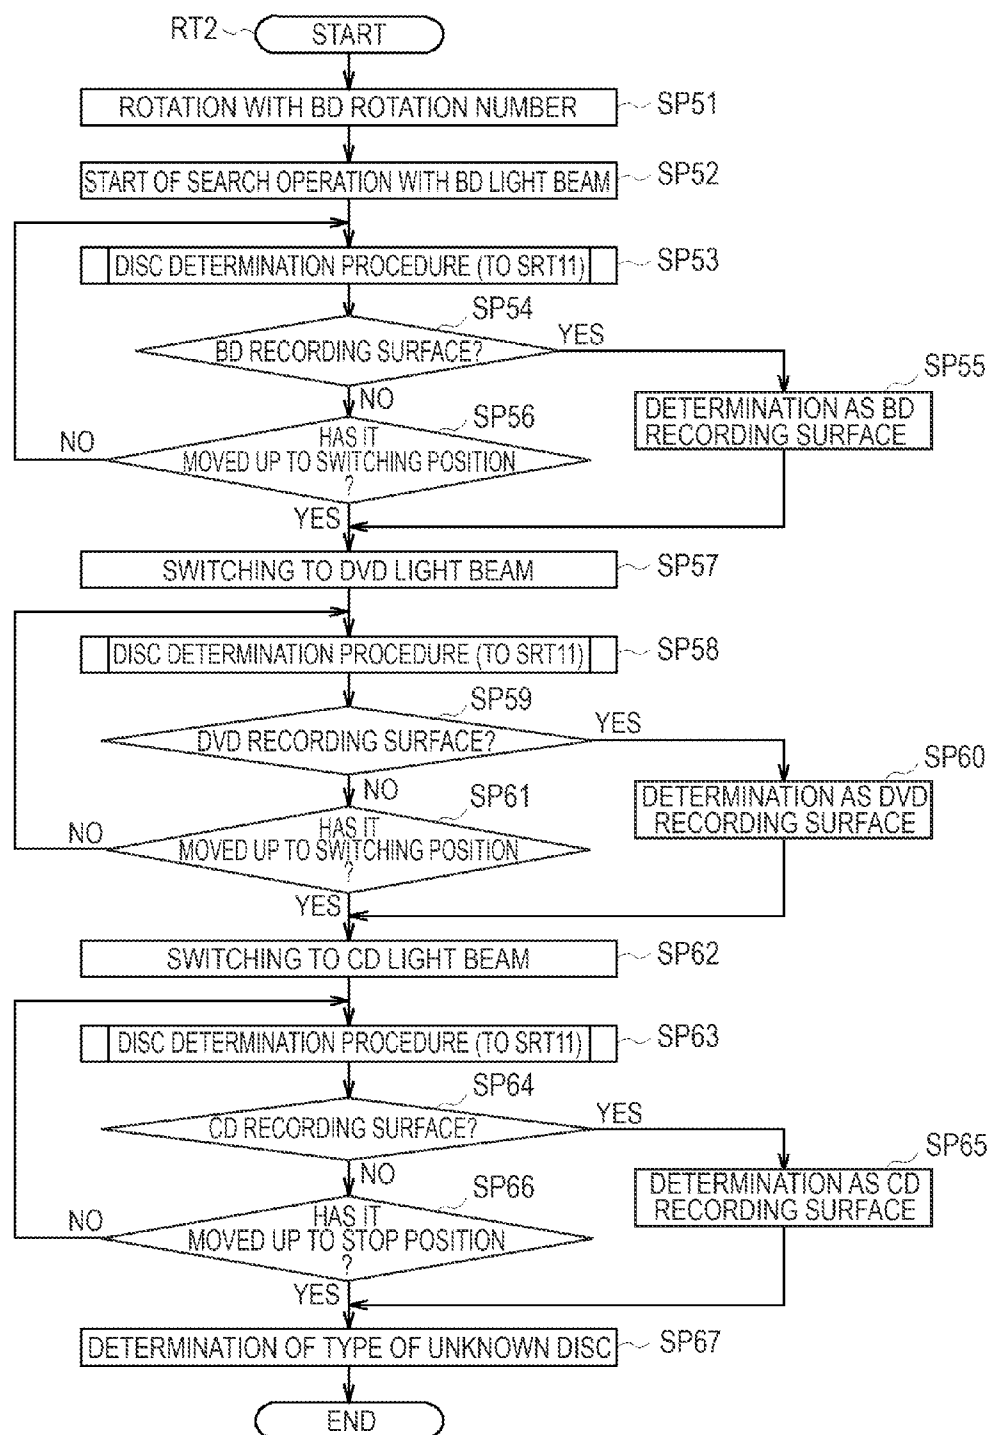 RT2
START
ROTATION WITH BD ROTATION NUMBER
SP51
START OF SEARCH OPERATION WITH BD LIGHT BEAM
SP52
DISC DETERMINATION PROCEDURE (TO SRT11)
SP53
SP54
BD RECORDING SURFACE?
YES
NO
SP55
DETERMINATION AS BD
RECORDING SURFACE
SP56
NO
HAS IT
MOVED UP TO SWITCHING POSITION
?
YES
SWITCHING TO DVD LIGHT BEAM
SP57
DISC DETERMINATION PROCEDURE (TO SRT11)
SP58
SP59
DVD RECORDING SURFACE?
YES
NO
SP60
DETERMINATION AS DVD
RECORDING SURFACE
SP61
NO
HAS IT
MOVED UP TO SWITCHING POSITION
?
YES
SWITCHING TO CD LIGHT BEAM
SP62
DISC DETERMINATION PROCEDURE (TO SRT11)
SP63
SP64
CD RECORDING SURFACE?
YES
NO
SP65
DETERMINATION AS CD
RECORDING SURFACE
SP66
NO
HAS IT
MOVED UP TO STOP POSITION
?
YES
DETERMINATION OF TYPE OF UNKNOWN DISC
SP67
END